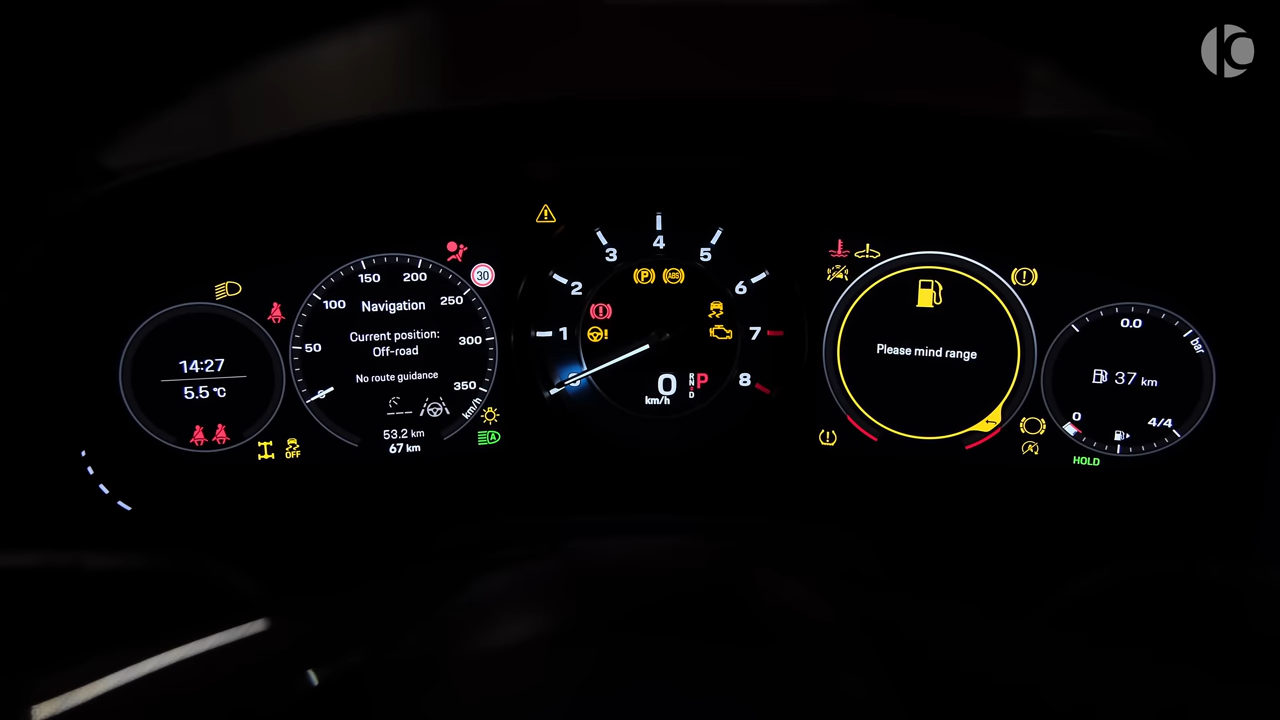 14:27
5.5 °C
OFF
0
50
100
150
200
250
300
350
km/h
Navigation
Current position:
Off-road
No route guidance
53.2 km
67 km
30
A
1
2
3
4
5
6
7
8
P
ABS
0
km/h
R
N
D
P
Please mind range
0.0
bar
37 km
0
4/4
HOLD